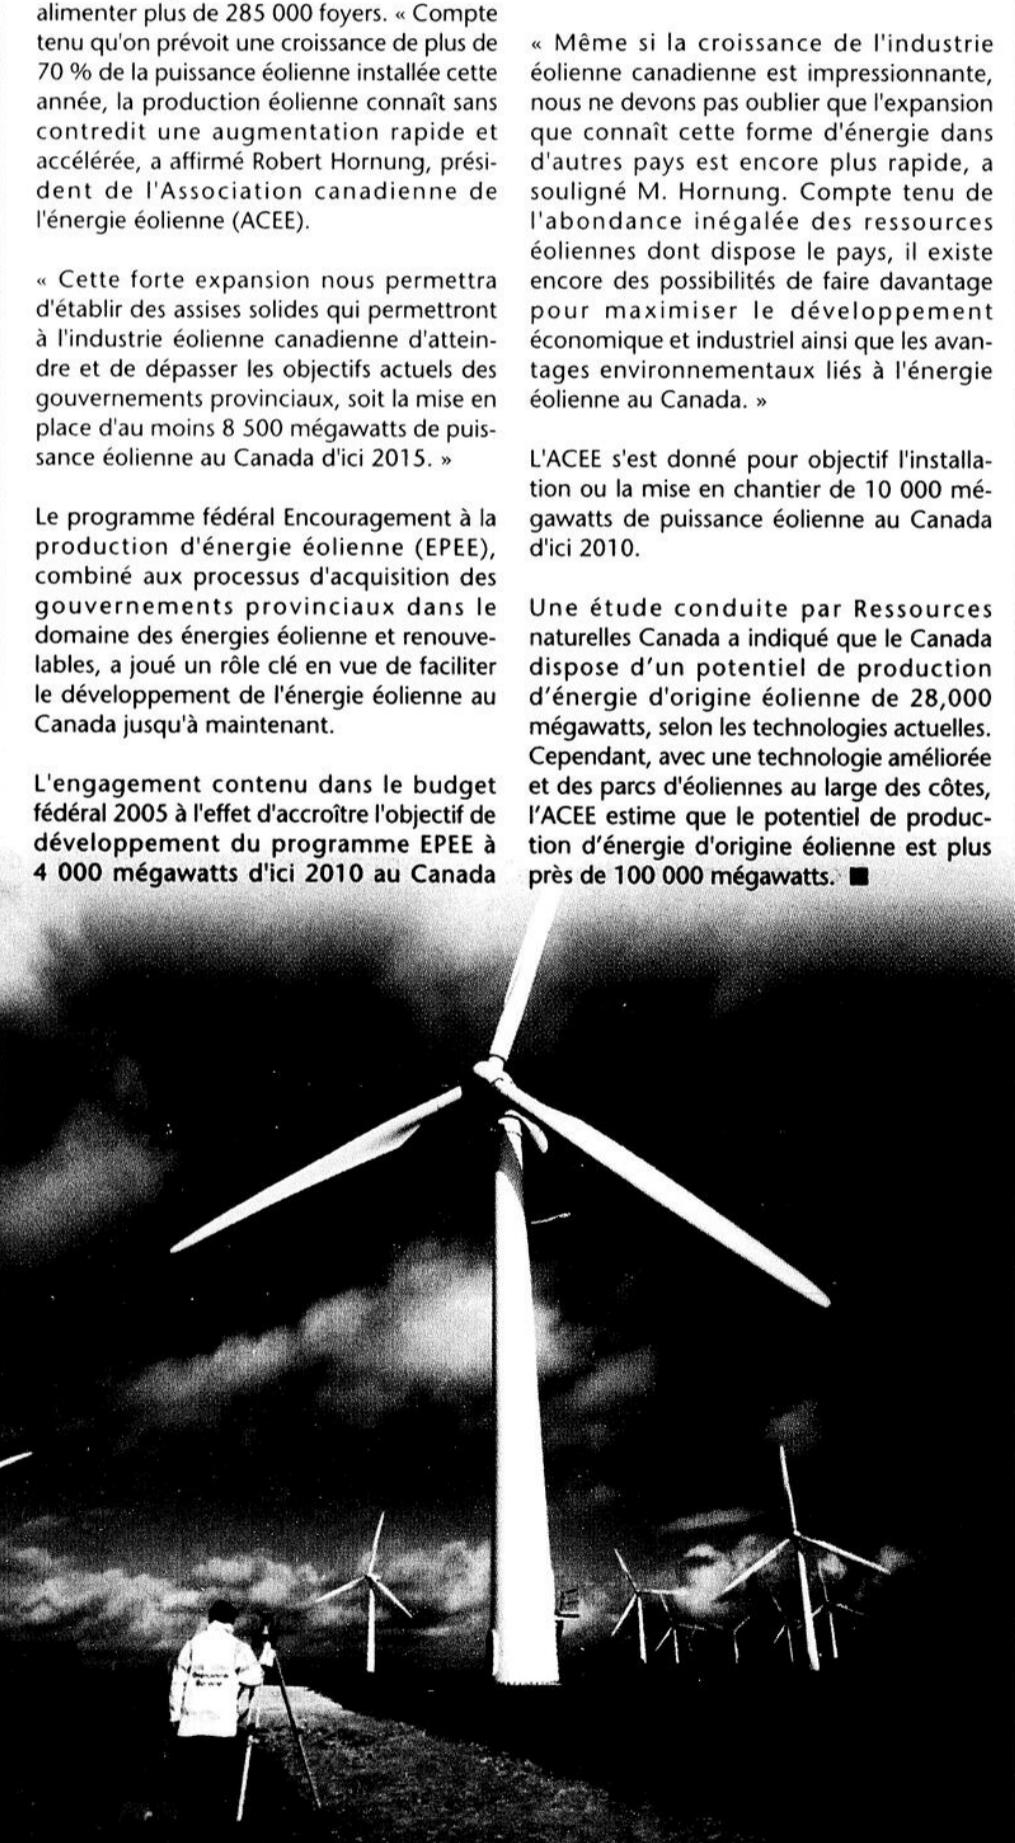 alimenter plus de 285 000 foyers. « Compte
tenu qu'on prévoit une croissance de plus de
70 % de la puissance éolienne installée cette
année, la production éolienne connaît sans
contredit une augmentation rapide et
accélérée, a affirmé Robert Hornung, prési-
dent de l'Association canadienne de
l'énergie éolienne (ACEE).
« Cette forte expansion nous permettra
d'établir des assises solides qui permettront
à l'industrie éolienne canadienne d'attein-
dre et de dépasser les objectifs actuels des
gouvernements provinciaux, soit la mise en
place d'au moins 8 500 mégawatts de puis-
sance éolienne au Canada d'ici 2015. »
Le programme fédéral Encouragement à la
production d'énergie éolienne (EPEE),
combiné aux processus d'acquisition des
gouvernements provinciaux dans le
domaine des énergies éolienne et renouve-
lables, a joué un rôle clé en vue de faciliter
le développement de l'énergie éolienne au
Canada jusqu'à maintenant.
L'engagement contenu dans le budget
fédéral 2005 à l'effet d'accroître l'objectif de
développement du programme EPEE à
4 000 mégawatts d'ici 2010 au Canada
« Même si la croissance de l'industrie
éolienne canadienne est impressionnante,
nous ne devons pas oublier que l'expansion
que connaît cette forme d'énergie dans
d'autres pays est encore plus rapide, a
souligné M. Hornung. Compte tenu de
l'abondance inégalée des ressources
éoliennes dont dispose le pays, il existe
encore des possibilités de faire davantage
pour maximiser le développement
économique et industriel ainsi que les avan-
tages environnementaux liés à l'énergie
éolienne au Canada. »
L'ACEE s'est donné pour objectif l'installa-
tion ou la mise en chantier de 10 000 mé-
gawatts de puissance éolienne au Canada
d'ici 2010.
Une étude conduite par Ressources
naturelles Canada a indiqué que le Canada
dispose d’un potentiel de production
d’énergie d'origine éolienne de 28,000
mégawatts, selon les technologies actuelles.
Cependant, avec une technologie améliorée
et des parcs d'éoliennes au large des côtes,
l’ACEE estime que le potentiel de produc-
tion d’énergie d'origine éolienne est plus
près de 100 000 mégawatts. ■